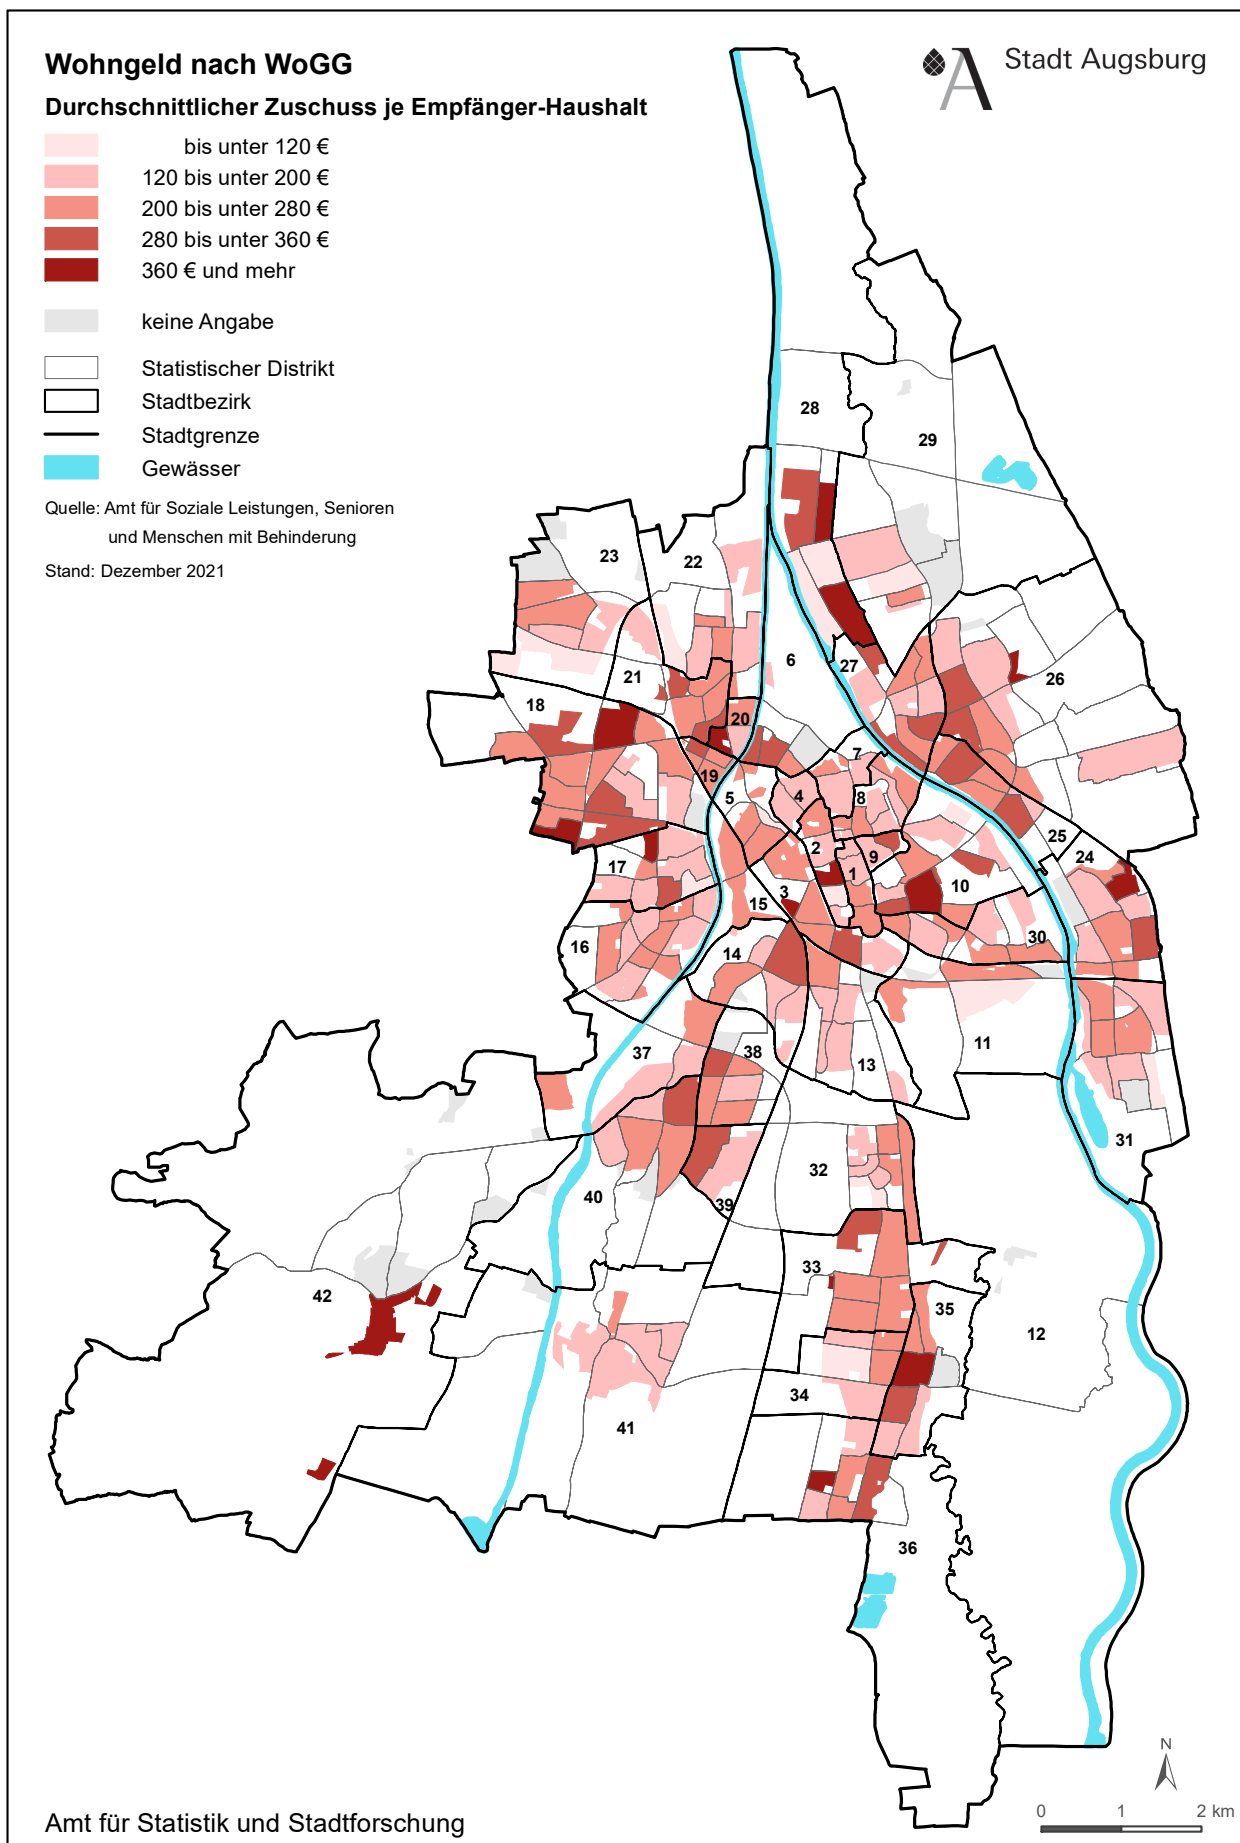 Wohngeld nach WoGG
Durchschnittlicher Zuschuss je Empfänger-Haushalt
bis unter 120 €
120 bis unter 200 €
200 bis unter 280 €
280 bis unter 360 €
360 € und mehr
keine Angabe
Statistischer Distrikt
Stadtbezirk
Stadtgrenze
Gewässer
Quelle: Amt für Soziale Leistungen, Senioren
und Menschen mit Behinderung
Stand: Dezember 2021
A Stadt Augsburg
28
29
23
22
6
27
26
21
18
20
7
19
5
4
8
25
2
9
24
17
1
10
3
15
30
16
14
11
37
38
13
31
32
40
39
33
42
35
12
34
41
36
N
0 1 2 km
Amt für Statistik und Stadtforschung